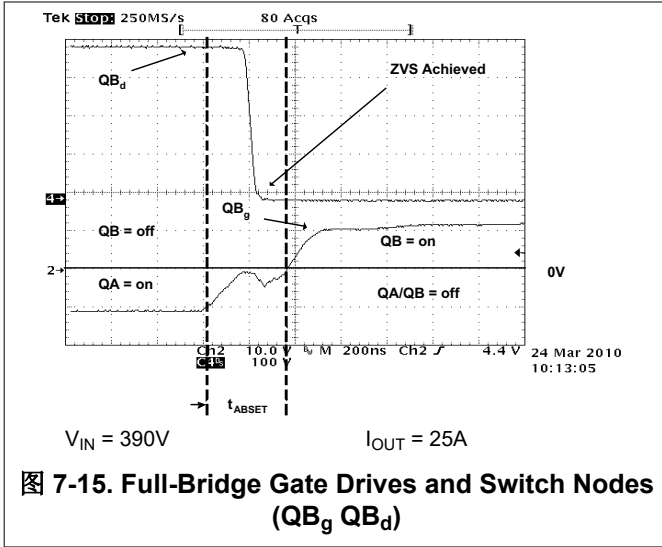 Tek Stop: 250MS/s 80 Acqs
T
QBd
ZVS Achieved
4→
QBg
QB = off
QB = on
2→
0V
QA = on
QA/QB = off
Ch2 10.0 V M 200ns Ch2 4.4 V
100 V
24 Mar 2010
10:13:05
tABSET
VIN = 390V IOUT = 25A
图 7-15. Full-Bridge Gate Drives and Switch Nodes
(QBg QBd)